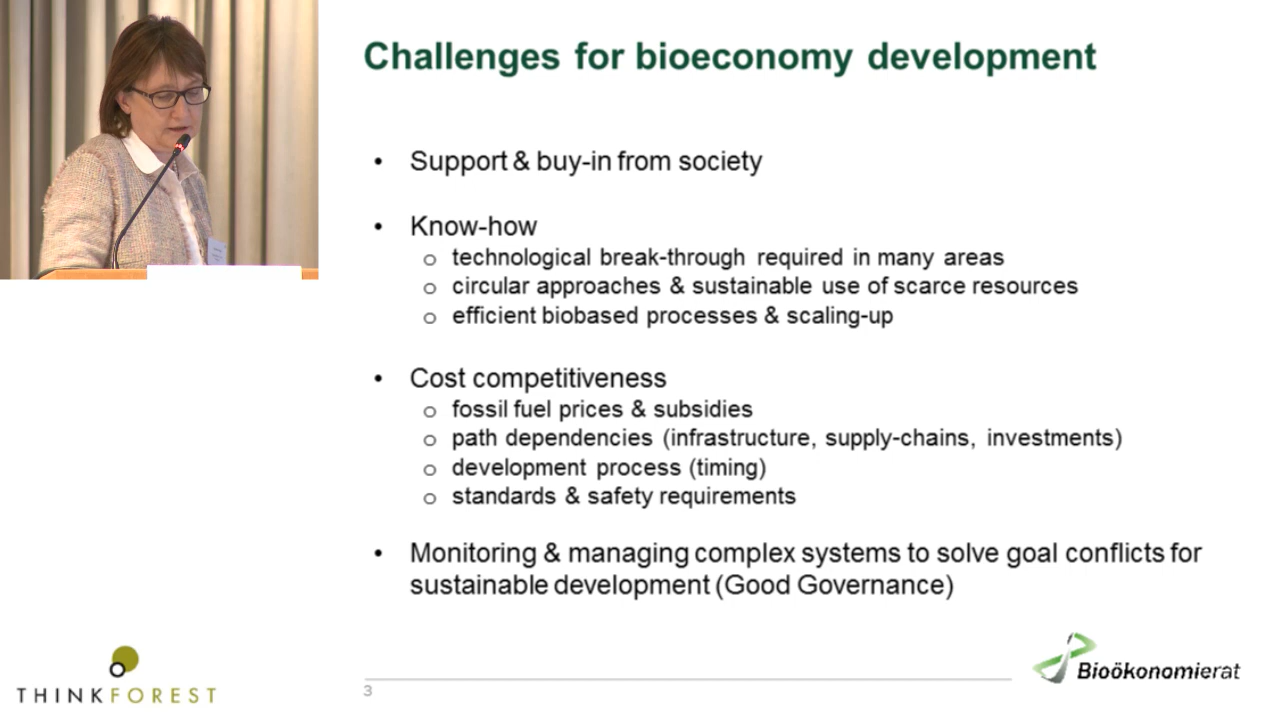 Challenges for bioeconomy development
• Support & buy-in from society
• Know-how
o technological break-through required in many areas
o circular approaches & sustainable use of scarce resources
o efficient biobased processes & scaling-up
• Cost competitiveness
o fossil fuel prices & subsidies
o path dependencies (infrastructure, supply-chains, investments)
o development process (timing)
o standards & safety requirements
• Monitoring & managing complex systems to solve goal conflicts for
sustainable development (Good Governance)
THINKFOREST
3
Bioökonomierat